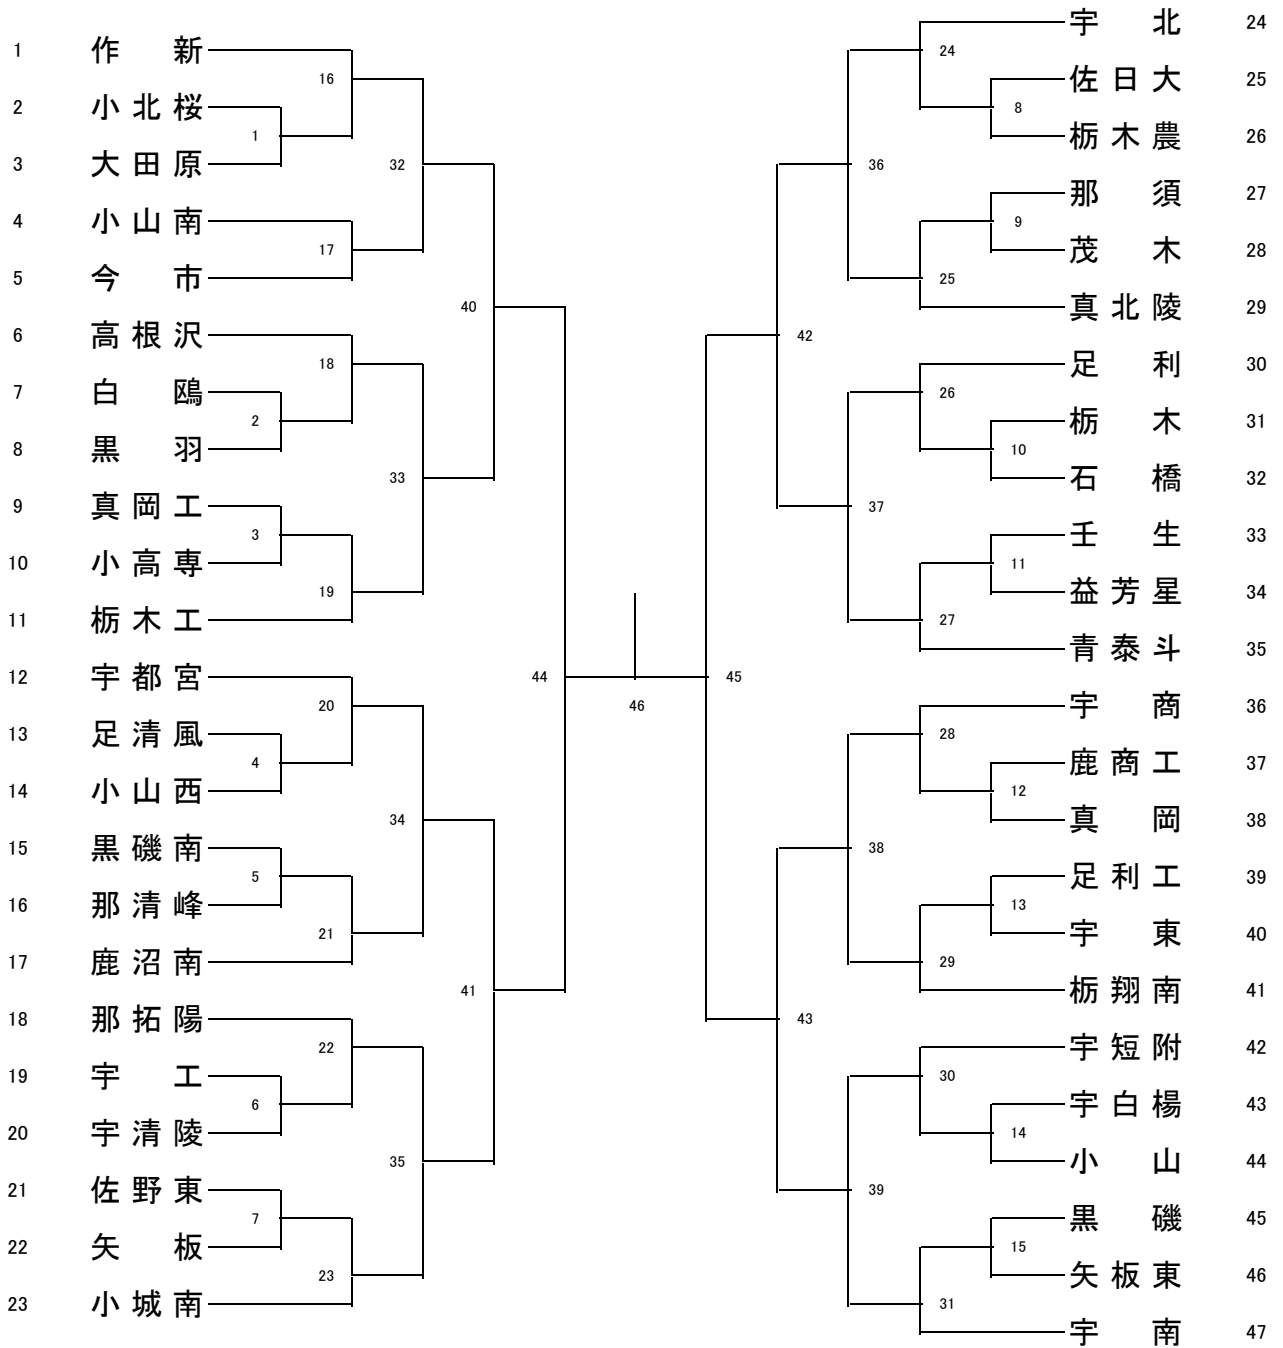 1 作新
2 小北桜
3 大田原
4 小山南
5 今市
6 高根沢
7 白鴎
8 黒羽
9 真岡工
10 小高専
11 栃木工
12 宇都宮
13 足清風
14 小山西
15 黒磯南
16 那清峰
17 鹿沼南
18 那拓陽
19 宇工
20 宇清陵
21 佐野東
22 矢板
23 小城南
16
1
32
17
40
18
2
33
3
19
20
4
34
5
21
41
22
6
35
7
23
44
46
45
24
8
36
9
25
42
26
10
37
11
27
28
12
38
13
29
43
30
14
39
15
31
宇北 24
佐日大 25
栃木農 26
那須 27
茂木 28
真北陵 29
足利 30
栃木 31
石橋 32
壬生 33
益芳星 34
青泰斗 35
宇商 36
鹿商工 37
真岡 38
足利工 39
宇東 40
栃翔南 41
宇短附 42
宇白楊 43
小山 44
黒磯 45
矢板東 46
宇南 47